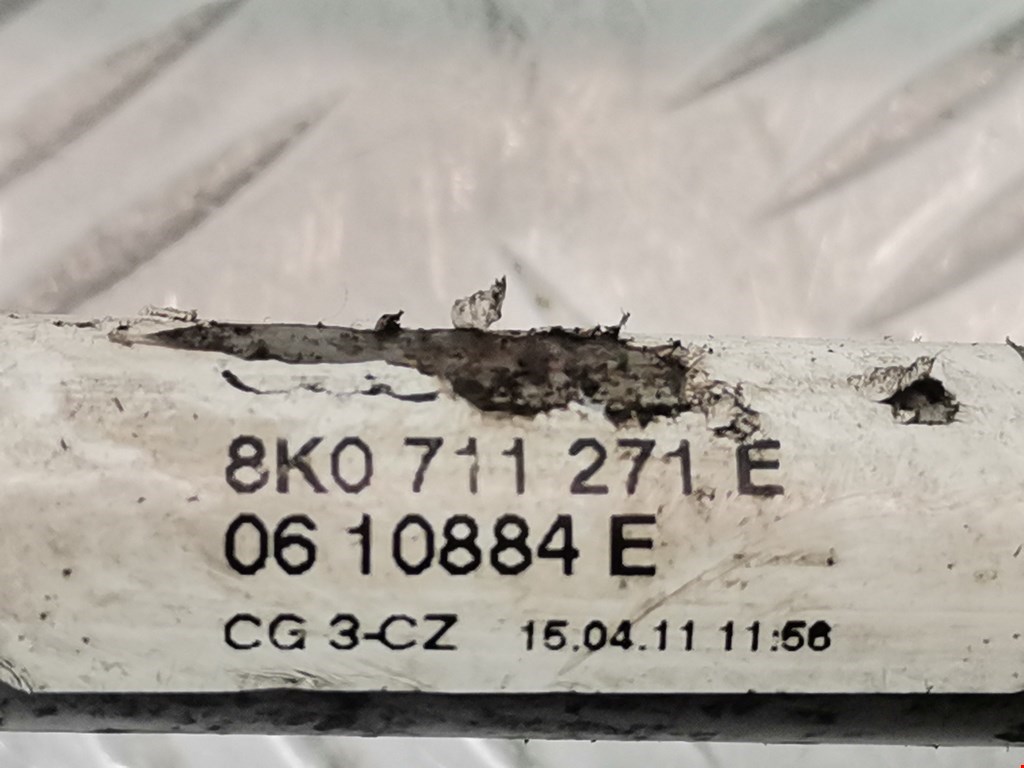 8K0 711 271 E
06 10884 E
CG 3-CZ 15.04.11 11:56